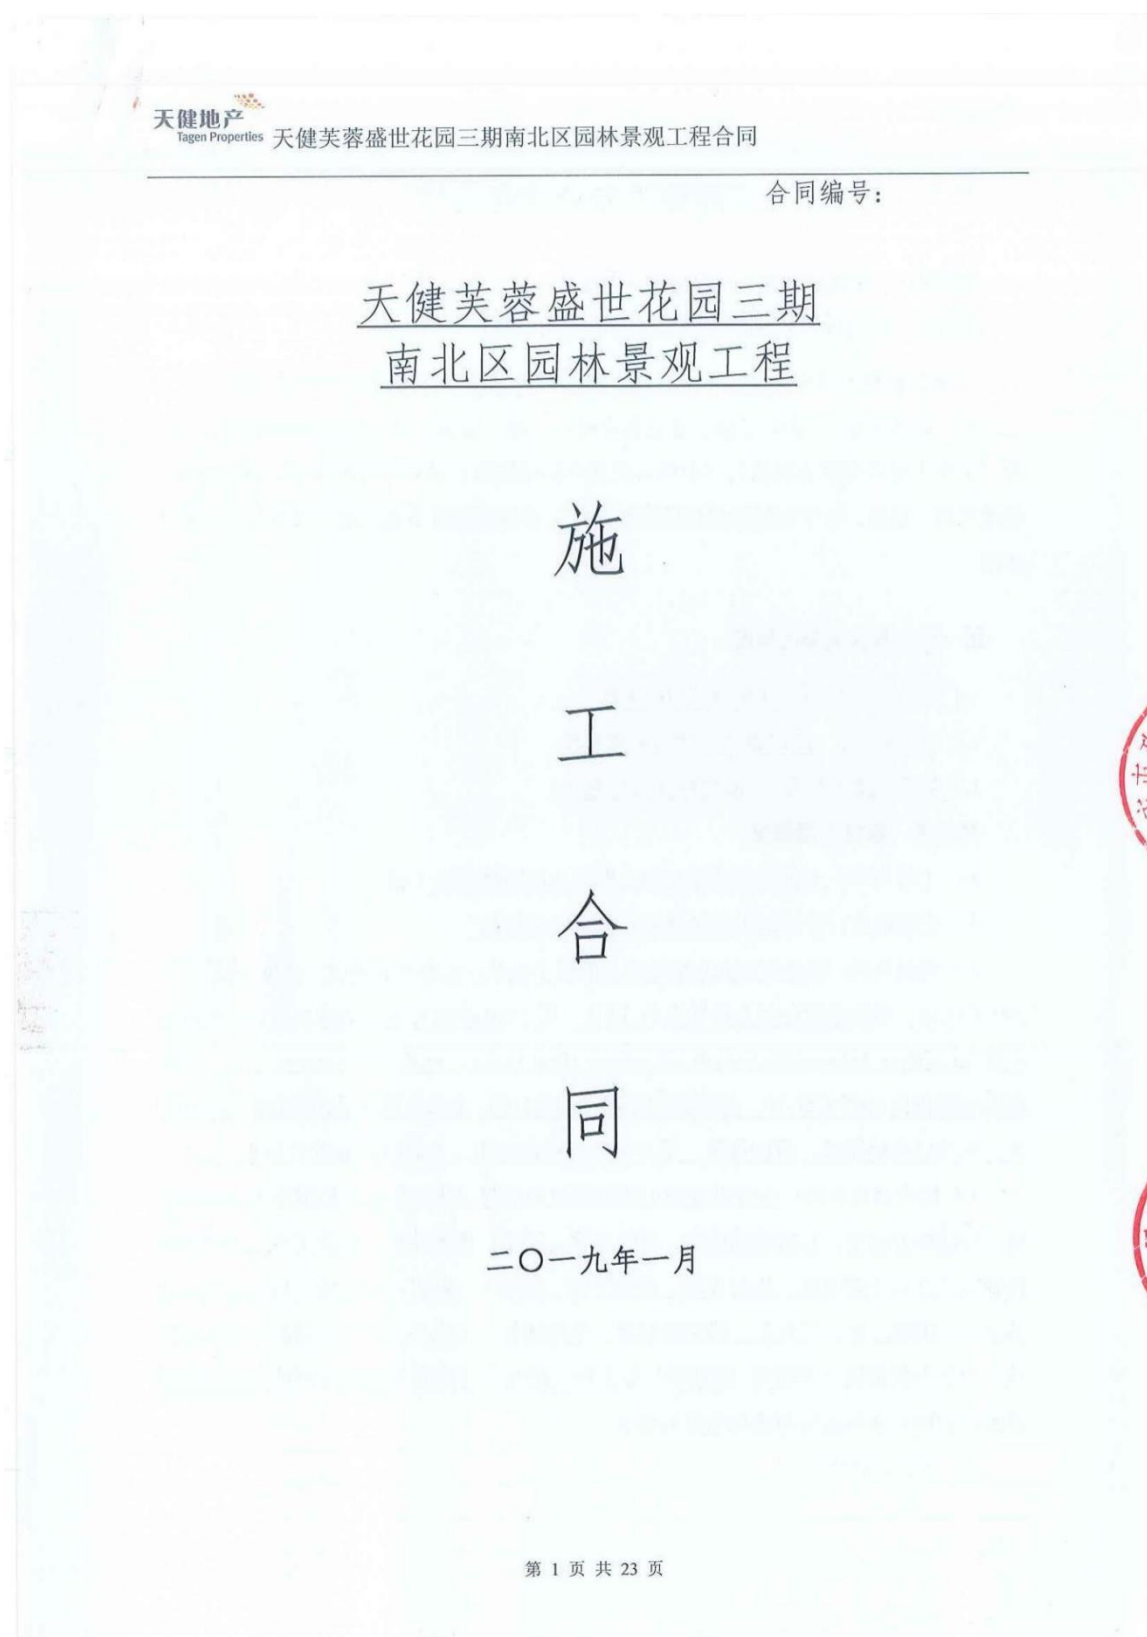 天健地产
Tagen Properties
天健芙蓉盛世花园三期南北区园林景观工程合同
合同编号：
天健芙蓉盛世花园三期
南北区园林景观工程
施
工
合
同
二〇一九年一月
第 1 页 共 23 页